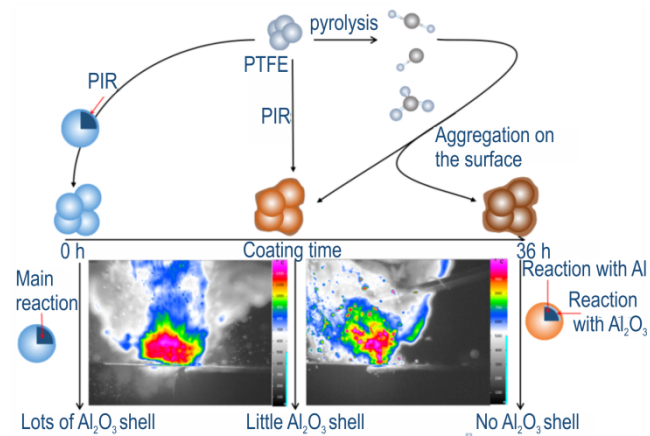 pyrolysis
PTFE
PIR
PIR
Aggregation on
the surface
0 h
Coating time
36 h
Main
reaction
Reaction with Al
Reaction
with Al₂O₃
Lots of Al₂O₃ shell
Little Al₂O₃ shell
No Al₂O₃ shell